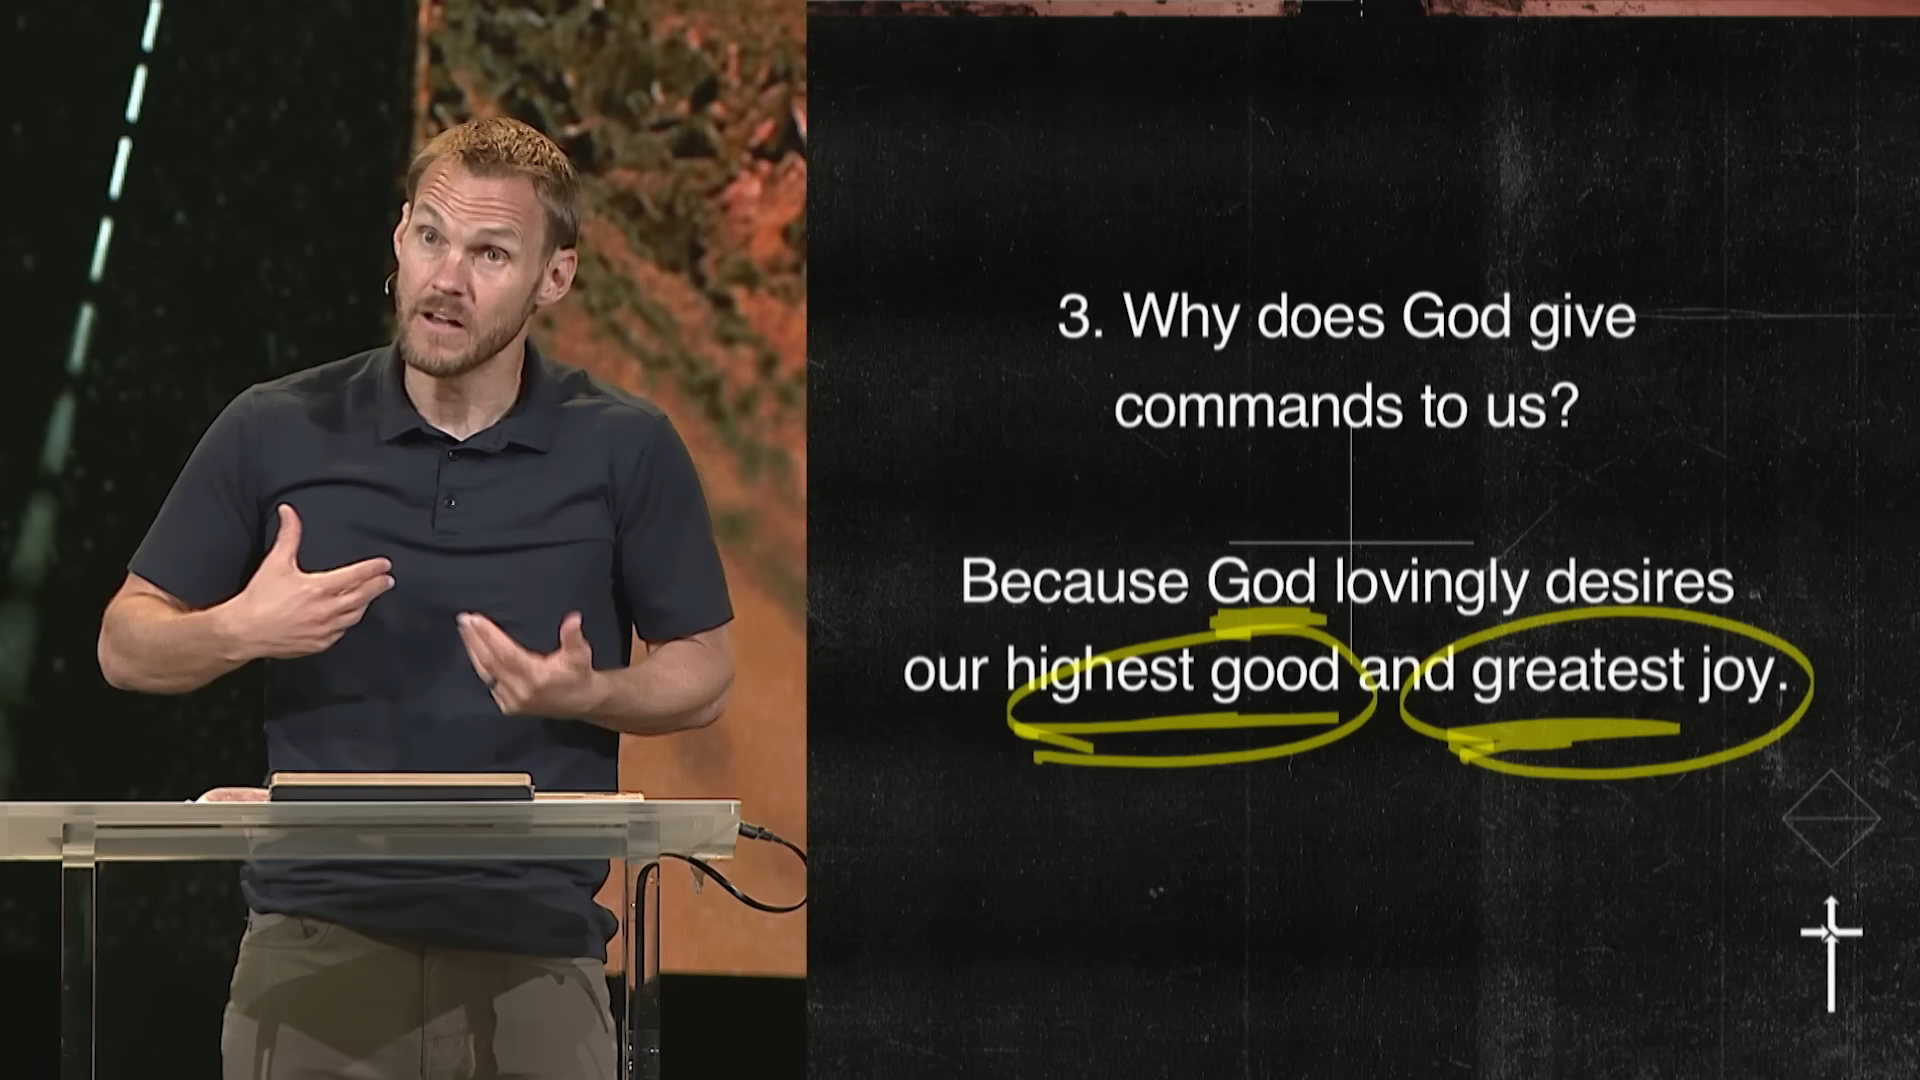 3. Why does God give
commands to us?
Because God lovingly desires
our highest good and greatest joy.